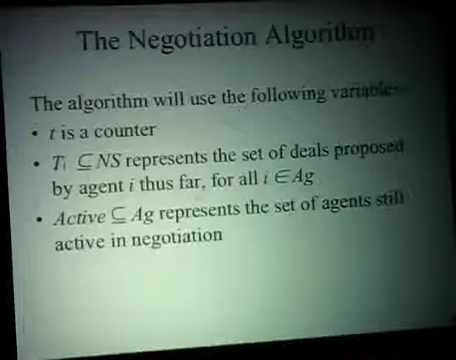 The Negotiation Algorithm
The algorithm will use the following variables
• t is a counter
• Tᵢ ⊆ NS represents the set of deals proposed
by agent i thus far, for all i ∈ Ag
• Active ⊆ Ag represents the set of agents still
active in negotiation